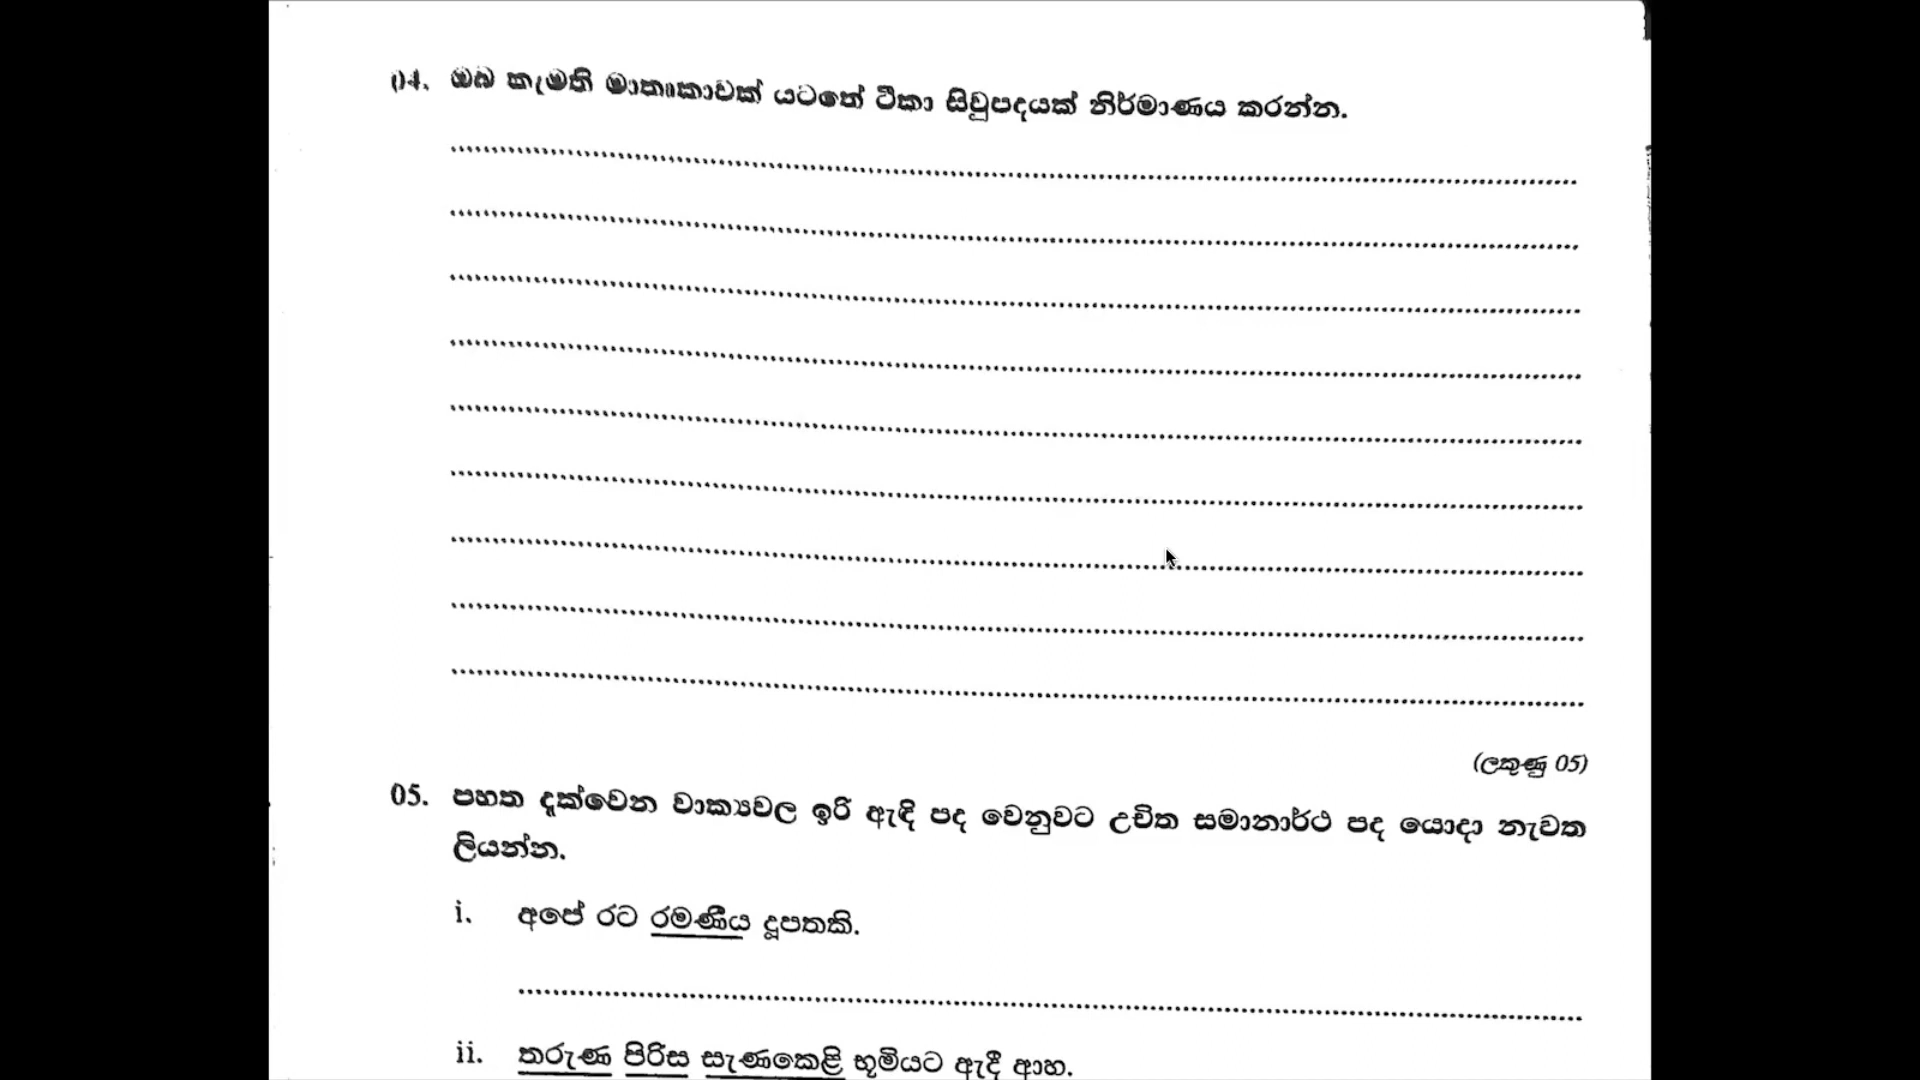 04. ඔබ කැමති මාතෘකාවක් යටතේ ටීකා සිවුපදයක් නිර්මාණය කරන්න.
(ලකුණු 05)
05. පහත දැක්වෙන වාක්‍යවල ඉරි ඇඳි පද වෙනුවට උචිත සමානාර්ථ පද යොදා නැවත
ලියන්න.
i. අපේ රට රමණීය දූපතකි.
ii. තරුණ පිරිස සැණකෙළි භූමියට ඇදී ආහ.